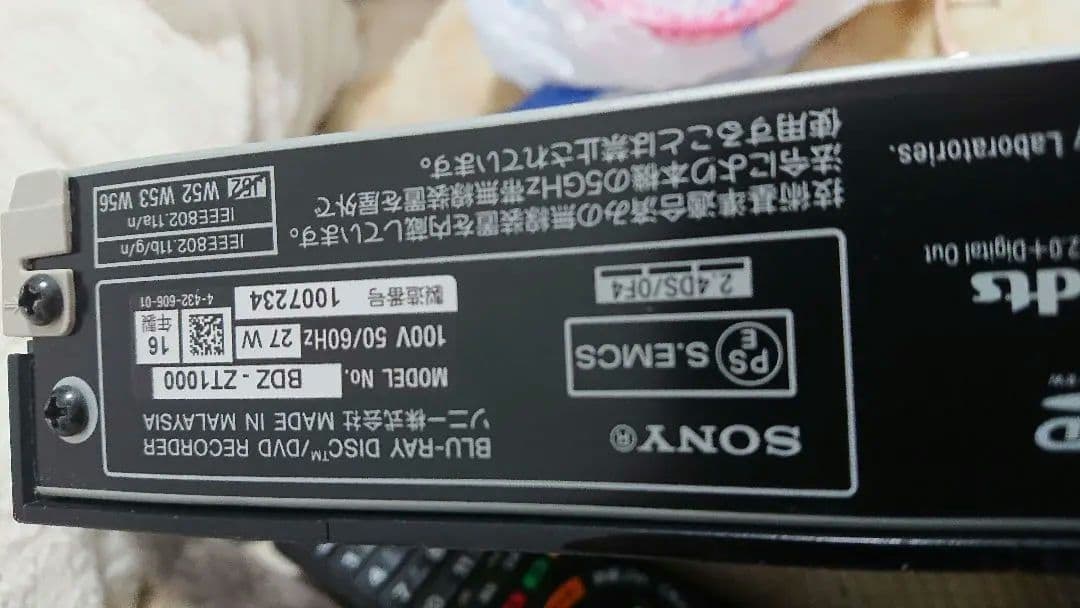 SONY®
BLU-RAY DISC™/DVD RECORDER
ソニー株式会社 MADE IN MALAYSIA
PS
E
S.EMCS
MODEL No. BDZ-ZT1000
100V 50/60Hz 27 W
16
年製
2.4DS/OF4
製造番号 1007234
4-432-606-01
技術基準適合済みの無線装置を内蔵しています。
法令により本機の5GHz帯無線装置を屋外で
使用することは禁止されています。
IEEE802.11b/g/n
IEEE802.11a/n
J52 W52 W53 W56
dts
2.0+Digital Out
Laboratories.